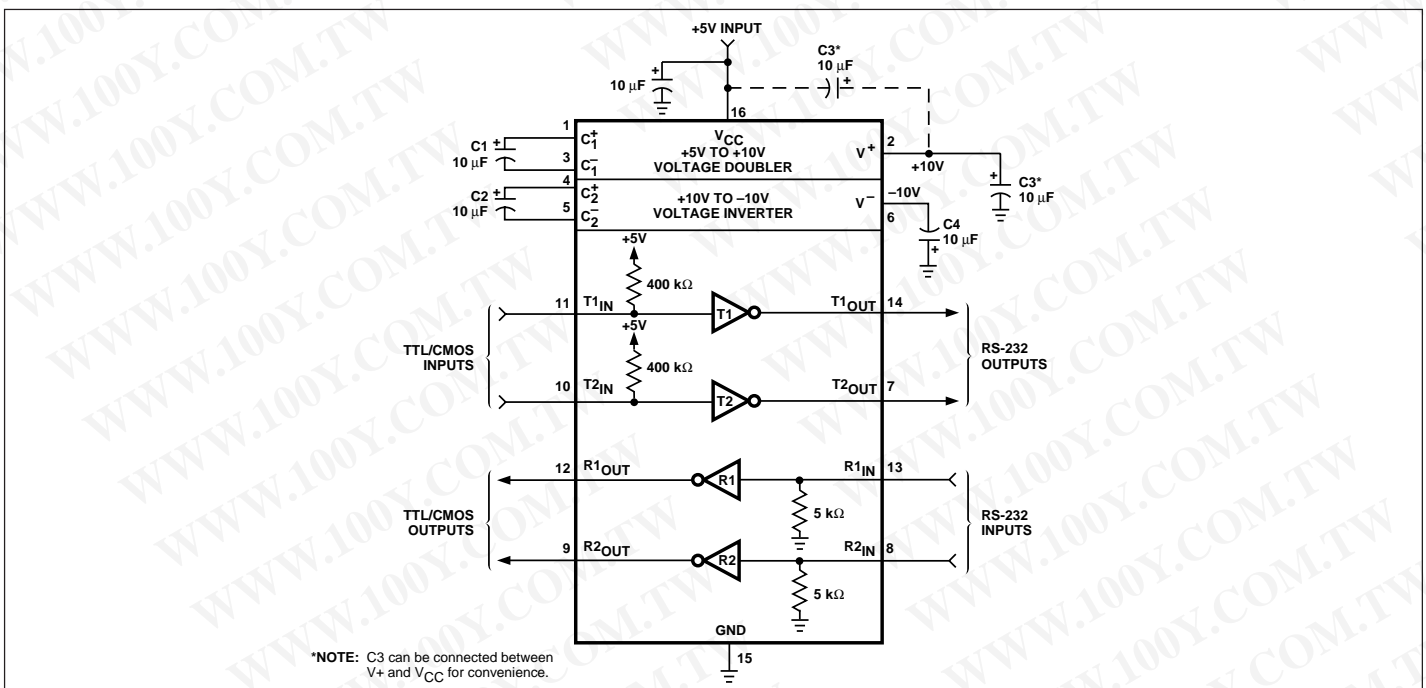 +5V INPUT
10 μF
C3*
10 μF
16
1
C1+
VCC
+5V TO +10V
VOLTAGE DOUBLER
V+
2
+10V
C1
10 μF
3
C1−
C3*
10 μF
4
C2+
C2
10 μF
5
C2−
+10V TO –10V
VOLTAGE INVERTER
V−
–10V
6
C4
10 μF
+5V
400 kΩ
11
T1IN
T1
T1OUT
14
+5V
400 kΩ
TTL/CMOS
INPUTS
RS-232
OUTPUTS
10
T2IN
T2
T2OUT
7
12
R1OUT
R1
R1IN
13
5 kΩ
TTL/CMOS
OUTPUTS
RS-232
INPUTS
9
R2OUT
R2
R2IN
8
5 kΩ
GND
15
*NOTE: C3 can be connected between
V+ and VCC for convenience.
WWW.100Y.COM.TW